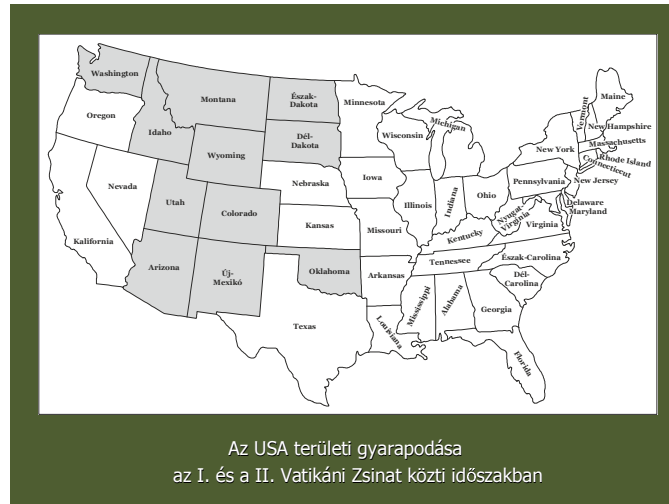 Washington
Montana
Észak-
Dakota
Minnesota
Maine
Oregon
Idaho
Dél-
Dakota
Wisconsin
Michigan
Vermont
New Hampshire
Wyoming
New York
Massachusetts
Rhode Island
Connecticcut
Nebraska
Iowa
Nevada
Utah
Colorado
Illinois
Indiana
Ohio
Pennsylvania
New Jersey
Delaware
Maryland
Kansas
Missouri
Nyugat-
Virginia
Virginia
Kentucky
Kalifornia
Arizona
Új-
Mexikó
Oklahoma
Arkansas
Tennessee
Észak-Carolina
Dél-
Carolina
Mississippi
Alabama
Georgia
Texas
Louisiana
Florida
Az USA területi gyarapodása
az I. és a II. Vatikáni Zsinat közti időszakban